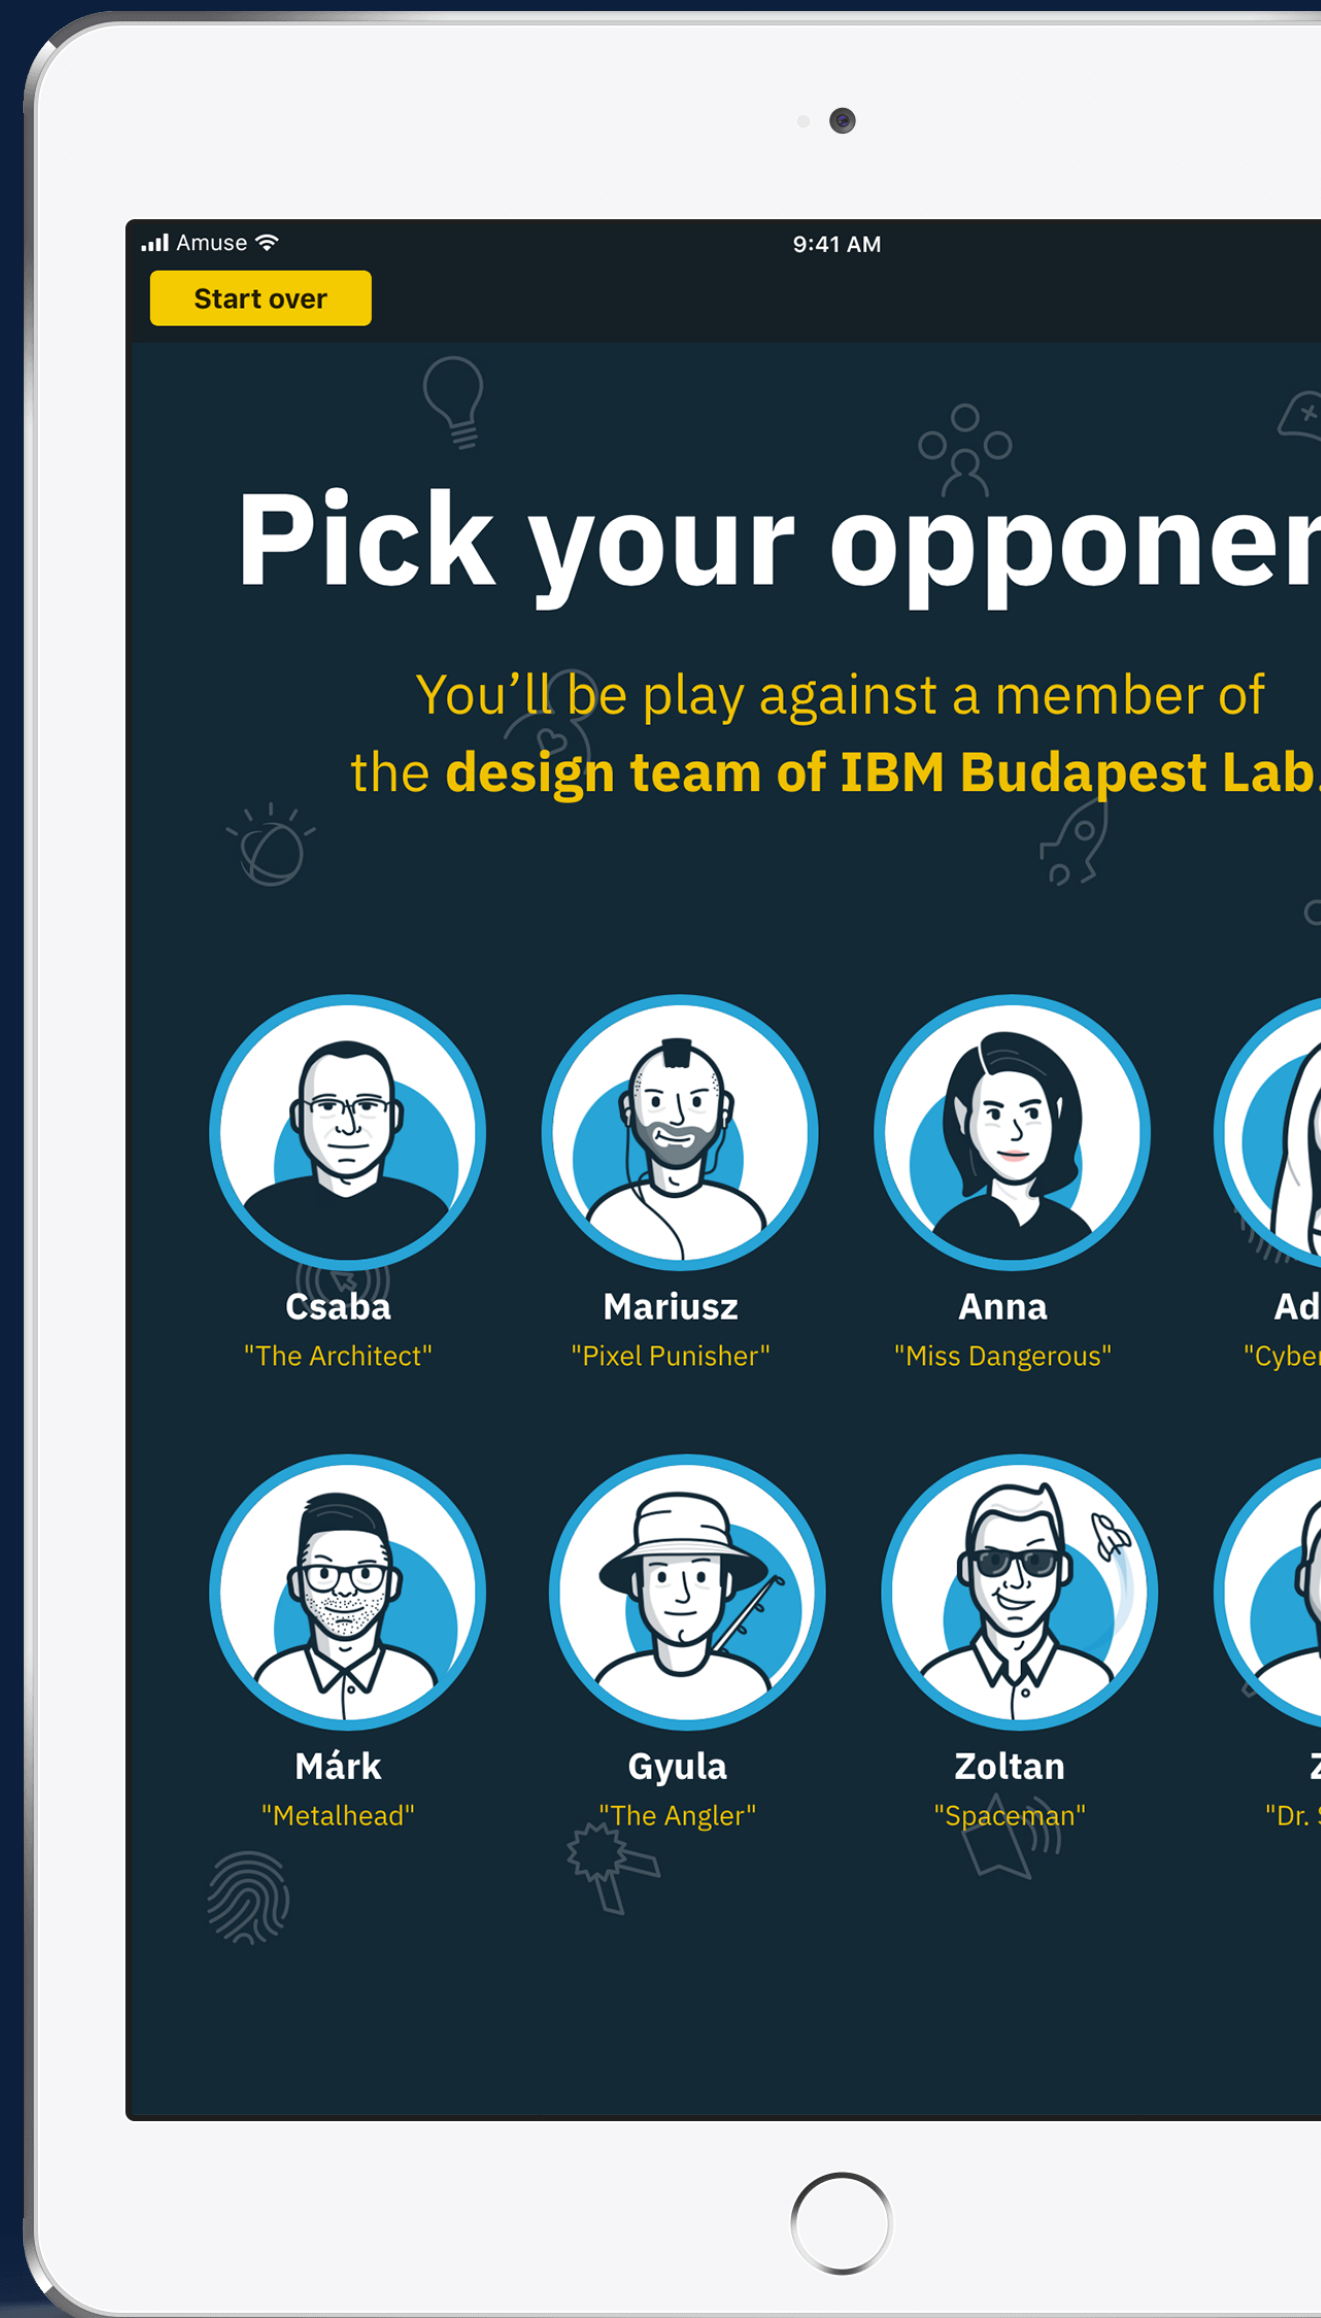 Amuse
9:41 AM
Start over
Pick your
You’ll be play against a member of
the design team of IBM Budapest Lab.
Csaba
Mariusz
Anna
"The Architect"
"Pixel Punisher"
"Miss Dangerous"
Márk
Gyula
Zoltan
"Metalhead"
"The Angler"
"Spaceman"
"Dr.